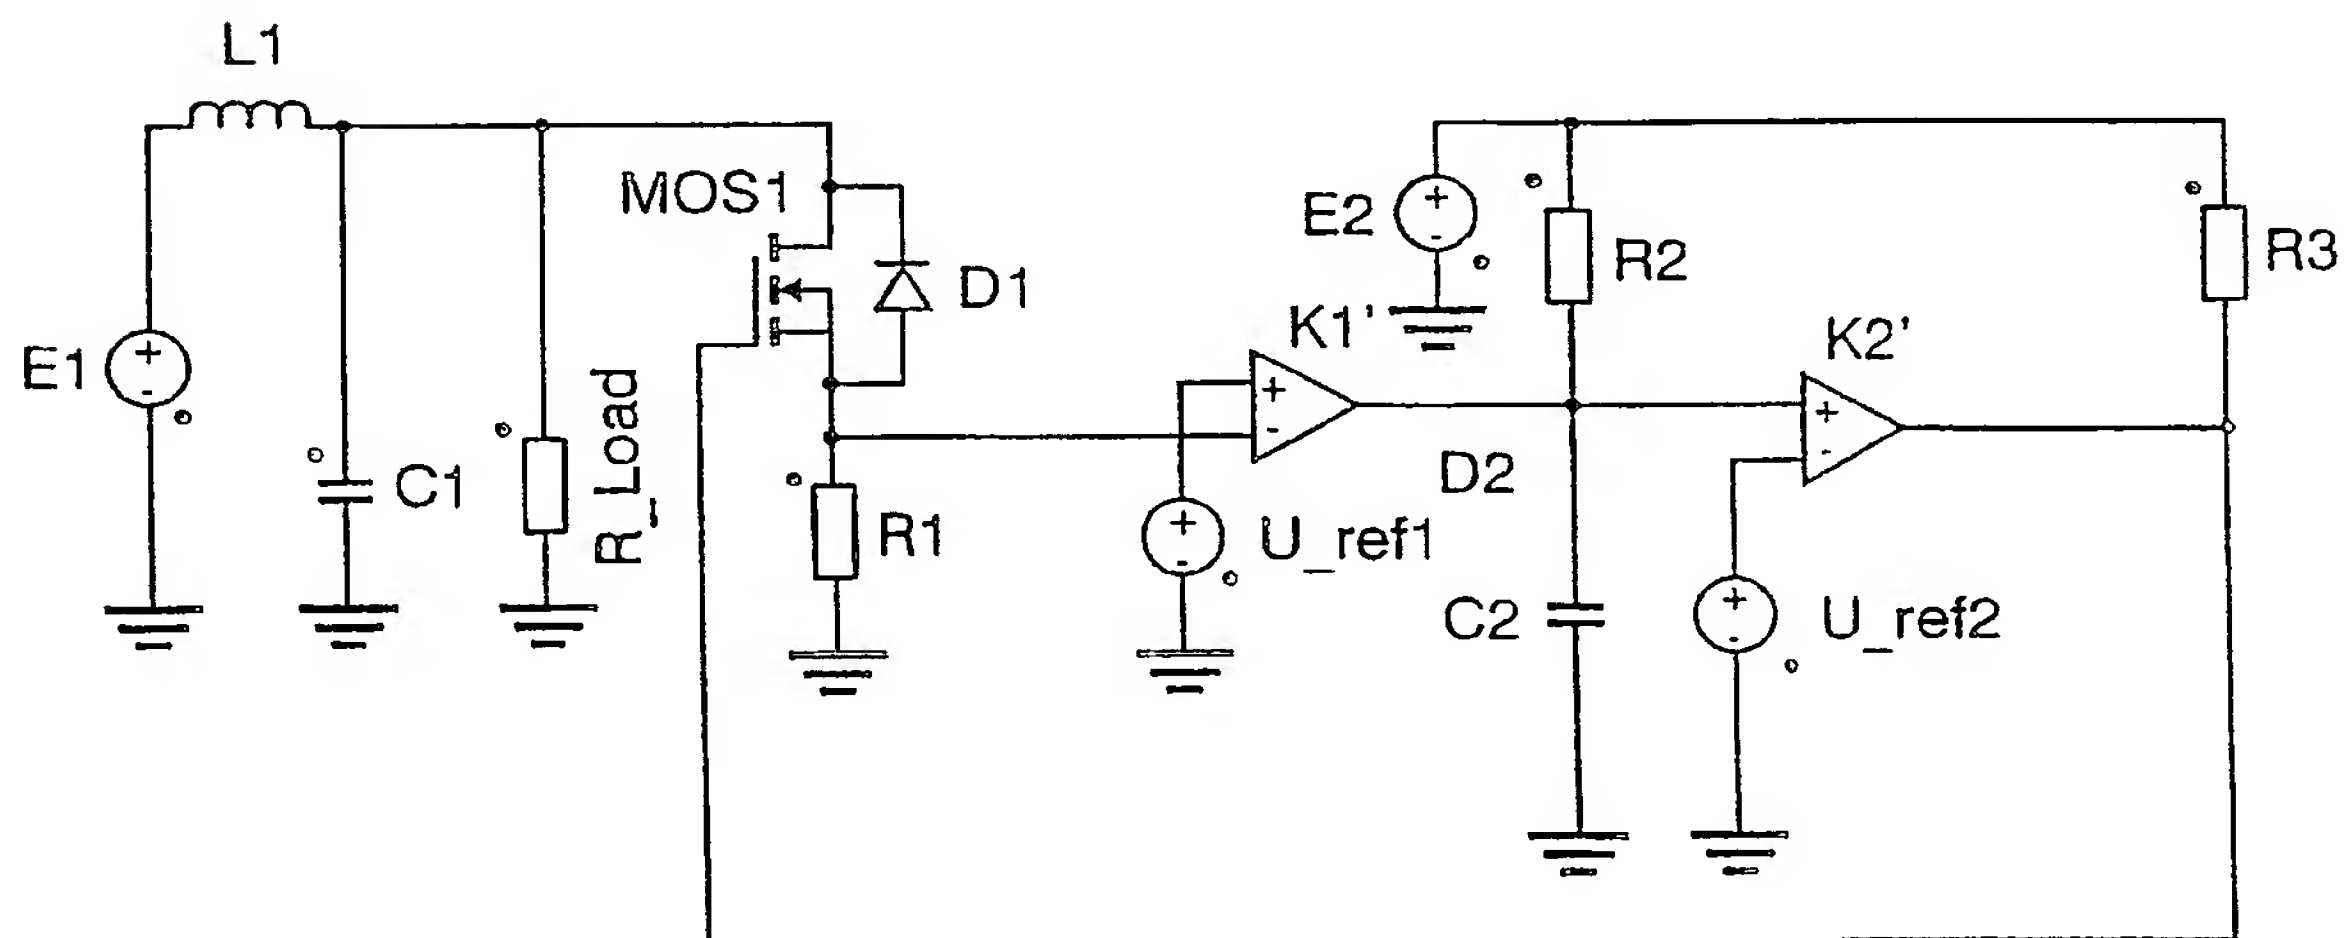 L1
MOS1
E1
C1
R_Load
D1
R1
K1'
U_ref1
E2
R2
D2
C2
K2'
U_ref2
R3